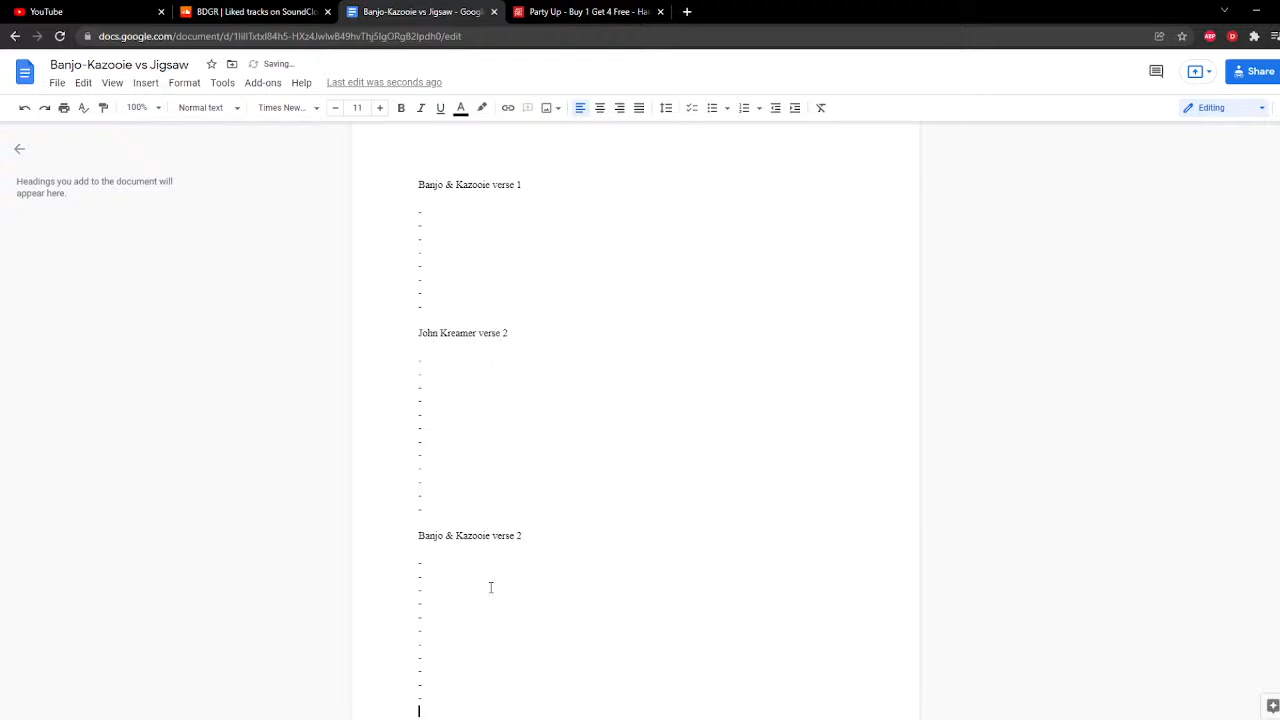 YouTube
BDGR | Liked tracks on SoundClo
Banjo-Kazooie vs Jigsaw - Googl
Party Up - Buy 1 Get 4 Free - Ha
docs.google.com/document/d/
/edit
ABP
D
Banjo-Kazooie vs Jigsaw
Saving...
Share
File Edit View Insert Format Tools Add-ons Help Last edit was seconds ago
100% Normal text Times New... 11 B I U A
Editing
Headings you add to the document will
appear here.
Banjo & Kazooie verse 1
-
-
-
-
-
-
-
-
John Kreamer verse 2
-
-
-
-
-
-
-
-
-
-
-
-
Banjo & Kazooie verse 2
-
-
-
-
-
-
-
-
-
-
-